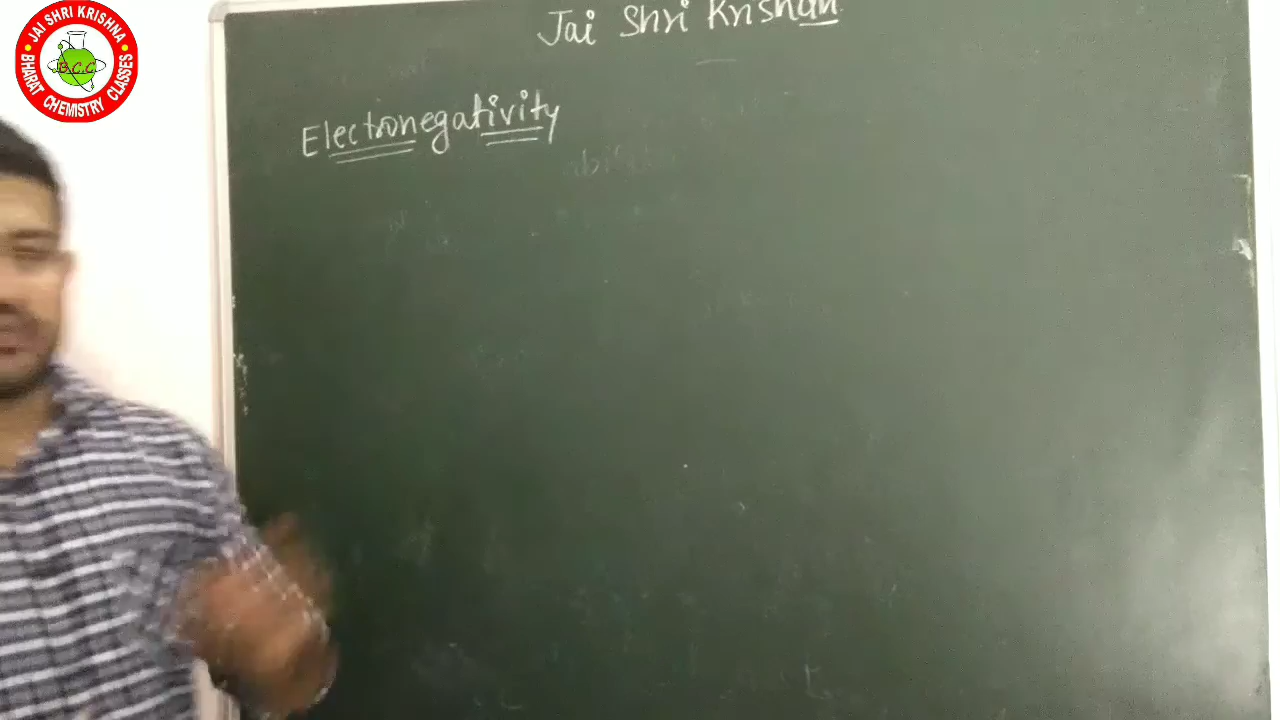 JAI SHRI KRISHNA
B.C.C
BHARAT CHEMISTRY CLASSES
Jai Shri Krishan
Electronegativity